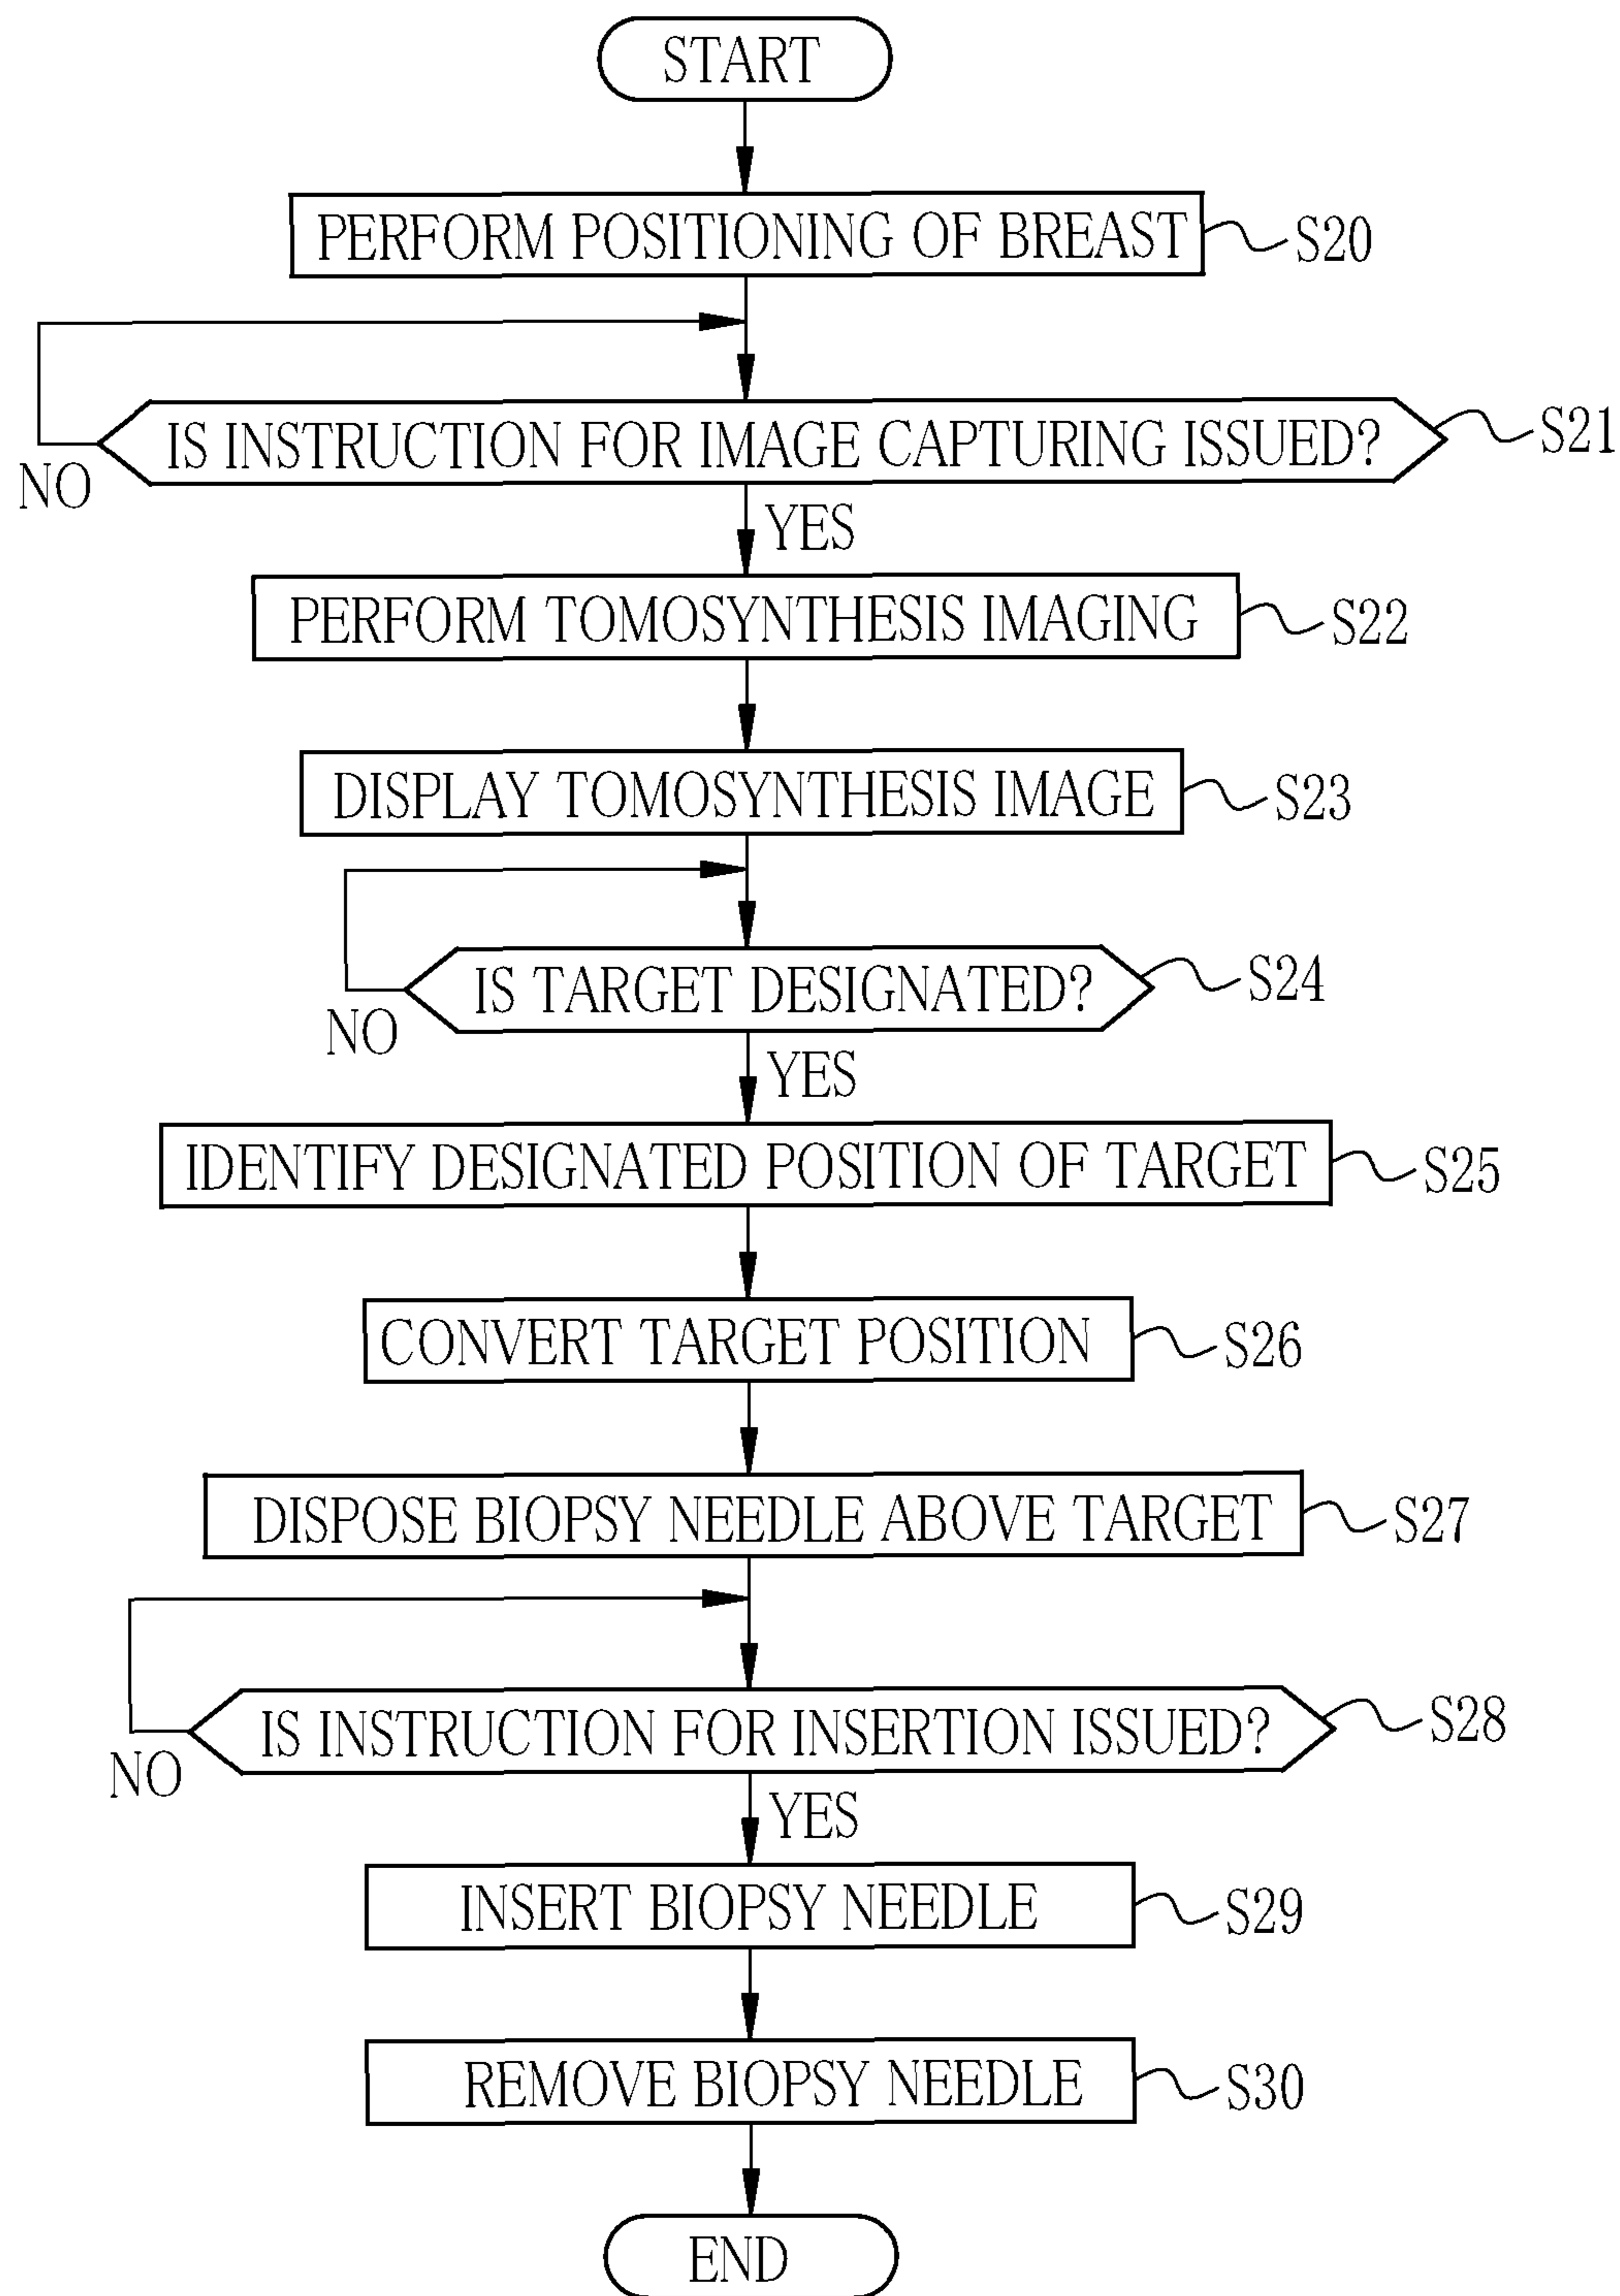 START
PERFORM POSITIONING OF BREAST
S20
IS INSTRUCTION FOR IMAGE CAPTURING ISSUED?
S21
NO
YES
PERFORM TOMOSYNTHESIS IMAGING
S22
DISPLAY TOMOSYNTHESIS IMAGE
S23
IS TARGET DESIGNATED?
S24
NO
YES
IDENTIFY DESIGNATED POSITION OF TARGET
S25
CONVERT TARGET POSITION
S26
DISPOSE BIOPSY NEEDLE ABOVE TARGET
S27
IS INSTRUCTION FOR INSERTION ISSUED?
S28
NO
YES
INSERT BIOPSY NEEDLE
S29
REMOVE BIOPSY NEEDLE
S30
END